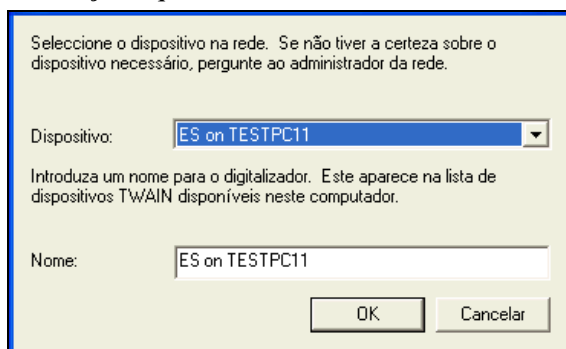 Seleccione o dispositivo na rede. Se não tiver a certeza sobre o
dispositivo necessário, pergunte ao administrador da rede.
Dispositivo: ES on TESTPC11
Introduza um nome para o digitalizador. Este aparece na lista de
dispositivos TWAIN disponíveis neste computador.
Nome: ES on TESTPC11
OK Cancelar